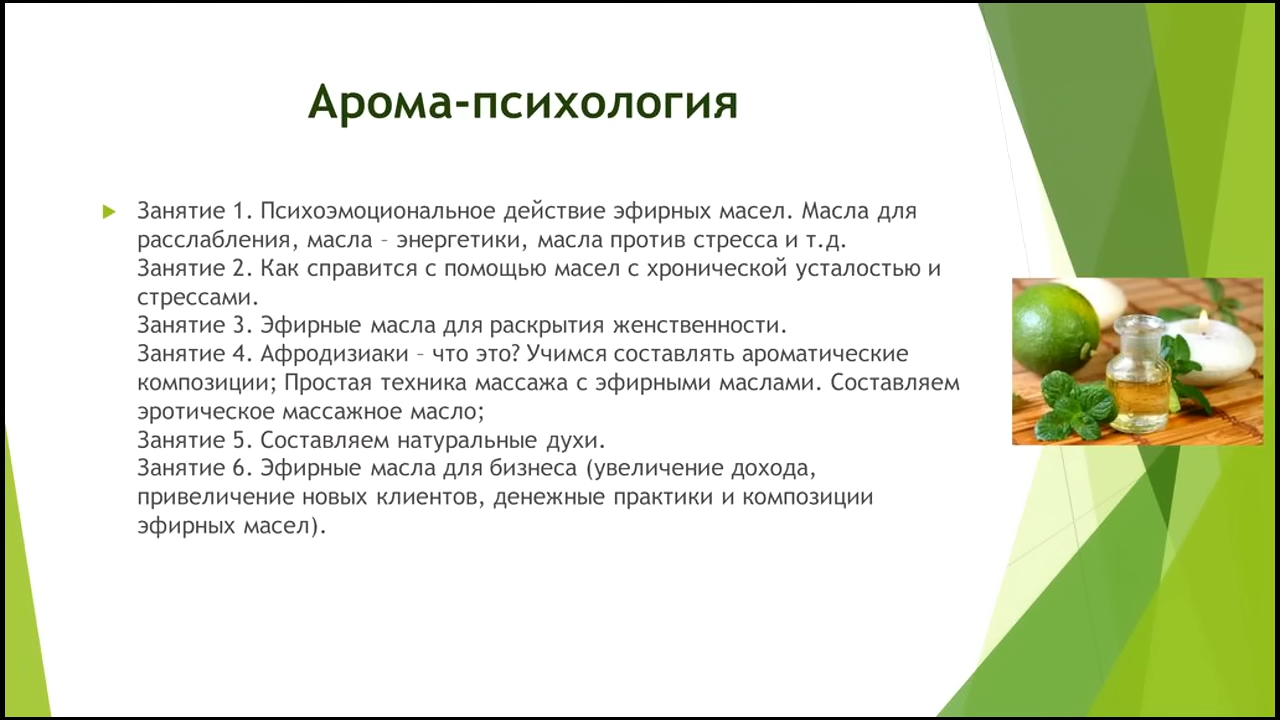 Арома-психология
Занятие 1. Психоэмоциональное действие эфирных масел. Масла для
расслабления, масла – энергетики, масла против стресса и т.д.
Занятие 2. Как справится с помощью масел с хронической усталостью и
стрессами.
Занятие 3. Эфирные масла для раскрытия женственности.
Занятие 4. Афродизиаки – что это? Учимся составлять ароматические
композиции; Простая техника массажа с эфирными маслами. Составляем
эротическое массажное масло;
Занятие 5. Составляем натуральные духи.
Занятие 6. Эфирные масла для бизнеса (увеличение дохода,
привеличение новых клиентов, денежные практики и композиции
эфирных масел).